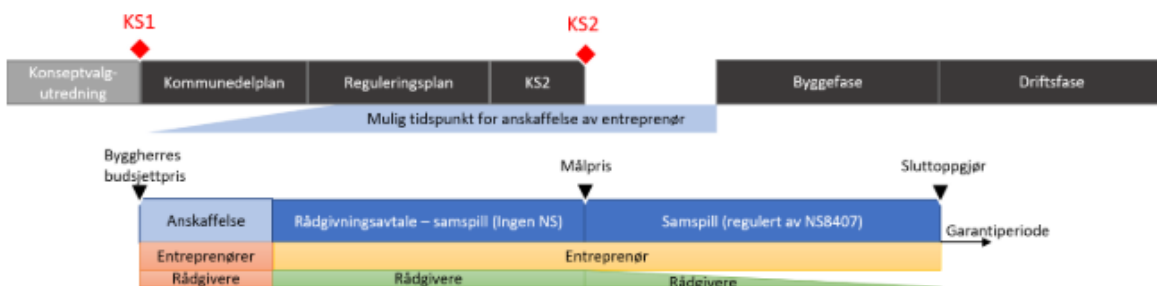 KS1
KS2
Konseptvalg-
utredning
Kommunedelplan
Reguleringsplan
KS2
Byggefase
Driftsfase
Mulig tidspunkt for anskaffelse av entreprenør
Byggherres
budsjettpris
Målpris
Sluttoppgjør
Anskaffelse
Rådgivningsavtale – samspill (Ingen NS)
Samspill (regulert av NS8407)
Garantiperiode
Entreprenører
Entreprenør
Rådgivere
Rådgivere
Rådgivere